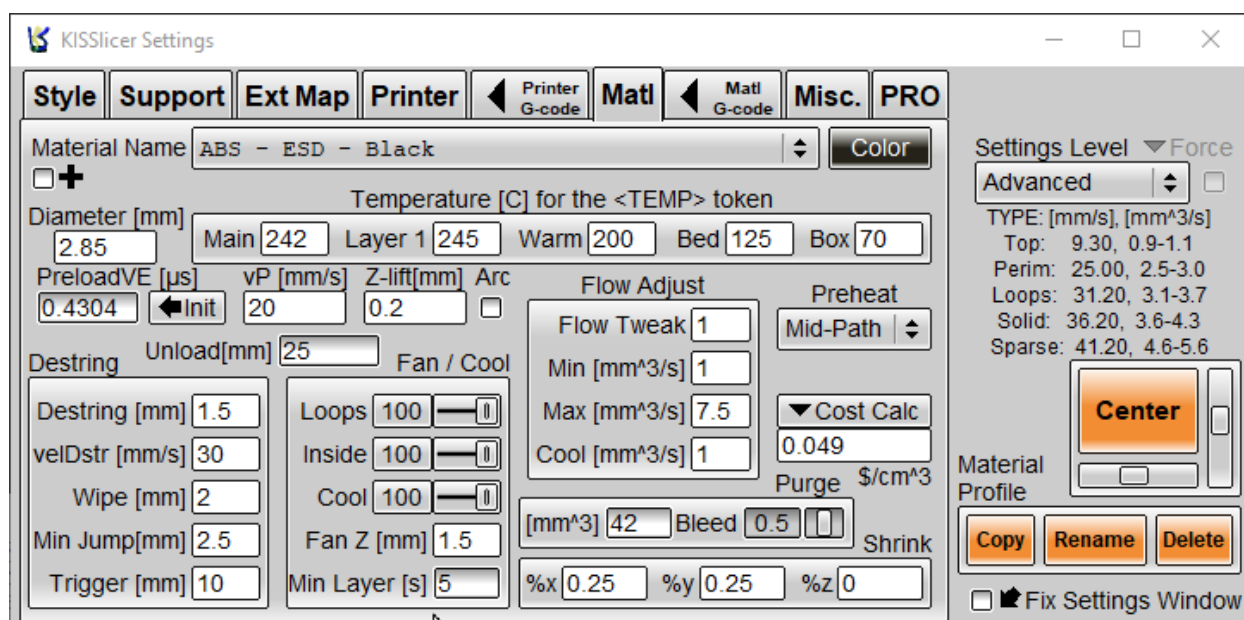 KISSlicer Settings
Style Support Ext Map Printer Printer G-code Matl Matl G-code Misc. PRO
Material Name ABS - ESD - Black Color
Settings Level Force
Advanced
Temperature [C] for the <TEMP> token
Diameter [mm]
2.85
Main 242 Layer 1 245 Warm 200 Bed 125 Box 70
TYPE: [mm/s], [mm^3/s]
Top: 9.30, 0.9-1.1
Perim: 25.00, 2.5-3.0
Loops: 31.20, 3.1-3.7
Solid: 36.20, 3.6-4.3
Sparse: 41.20, 4.6-5.6
PreloadVE [µs] vP [mm/s] Z-lift[mm] Arc
0.4304 Init 20 0.2
Unload[mm] 25
Destring
Destring [mm] 1.5
velDstr [mm/s] 30
Wipe [mm] 2
Min Jump[mm] 2.5
Trigger [mm] 10
Fan / Cool
Loops 100
Inside 100
Cool 100
Fan Z [mm] 1.5
Min Layer [s] 5
Flow Adjust
Flow Tweak 1
Min [mm^3/s] 1
Max [mm^3/s] 7.5
Cool [mm^3/s] 1
Preheat
Mid-Path
Cost Calc
0.049
$/cm^3
Purge
[mm^3] 42 Bleed 0.5
Shrink
%x 0.25 %y 0.25 %z 0
Center
Material
Profile
Copy Rename Delete
Fix Settings Window